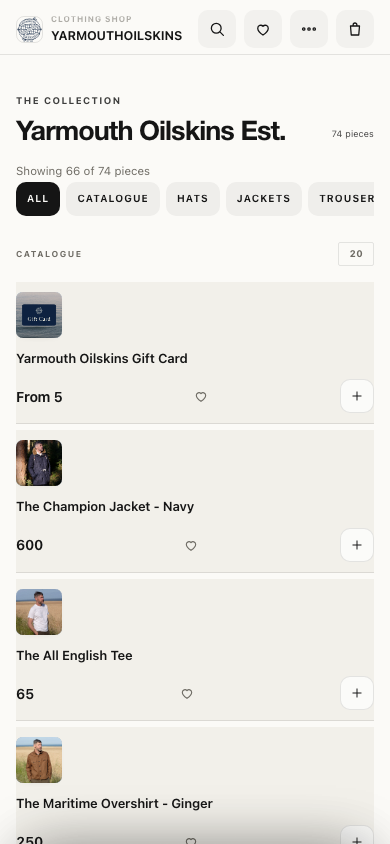 CLOTHING SHOP
YARMOUTHOILSKINS
THE COLLECTION
Yarmouth Oilskins Est.
74 pieces
Showing 66 of 74 pieces
ALL
CATALOGUE
HATS
JACKETS
TROUSER
CATALOGUE
20
Gift Card
Yarmouth Oilskins Gift Card
From 5
The Champion Jacket - Navy
600
The All English Tee
65
The Maritime Overshirt - Ginger
250